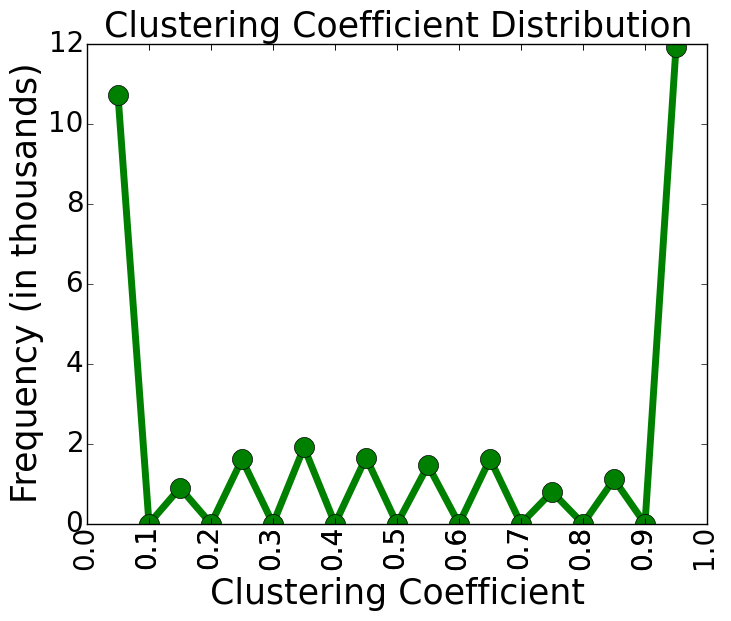 Clustering Coefficient Distribution
Frequency (in thousands)
12
10
8
6
4
2
0
0.0 0.1 0.2 0.3 0.4 0.5 0.6 0.7 0.8 0.9 1.0
Clustering Coefficient